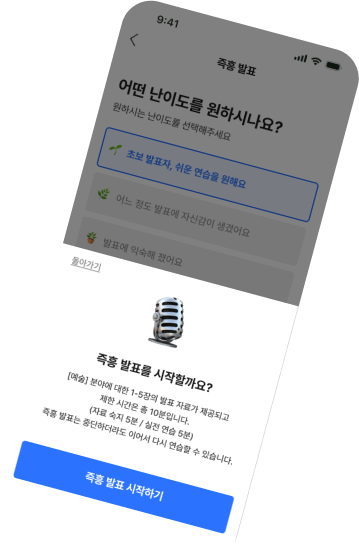 9:41
즉흥 발표
어떤 난이도를 원하시나요?
원하시는 난이도를 선택해주세요
초보 발표자, 쉬운 연습을 원해요
어느 정도 발표에 자신감이 생겼어요
발표에 익숙해 졌어요
돌아가기
즉흥 발표를 시작할까요?
[예술] 분야에 대한 1-5장의 발표 자료가 제공되고
제한 시간은 총 10분입니다.
(자료 숙지 5분 / 실전 연습 5분)
즉흥 발표는 중단하더라도 이어서 다시 연습할 수 있습니다.
즉흥 발표 시작하기